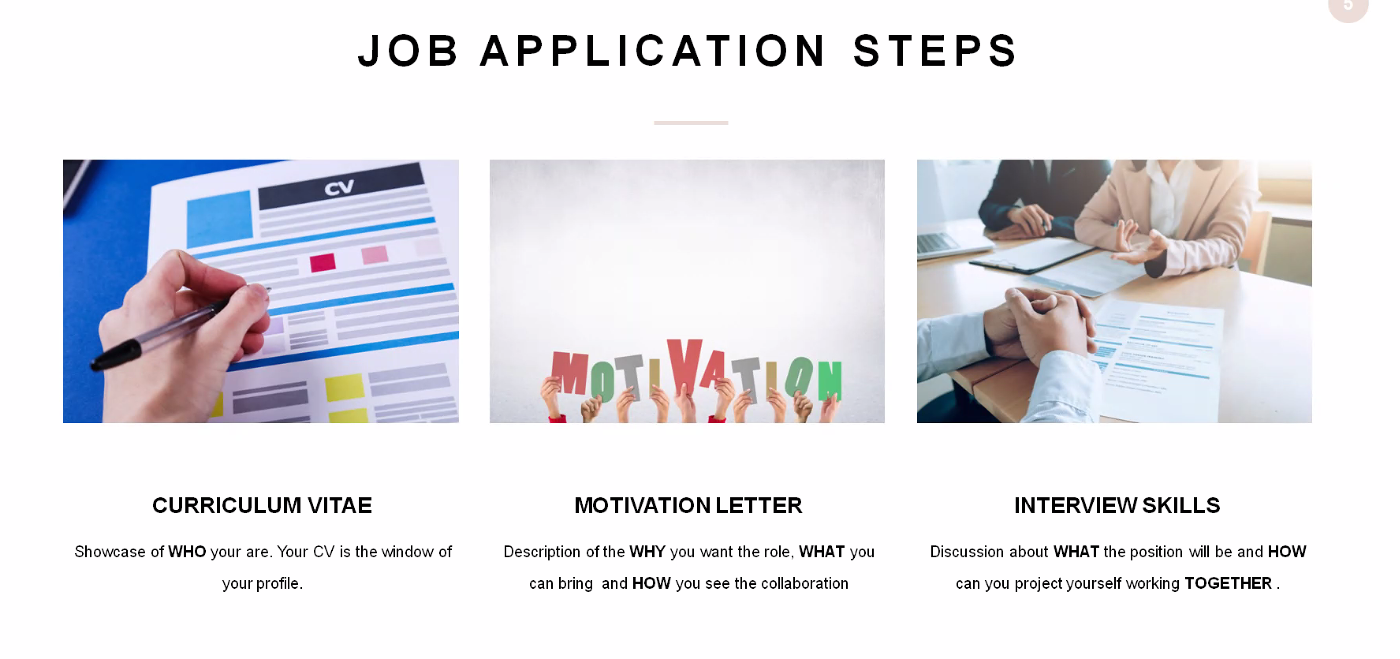 5
JOB APPLICATION STEPS
CV
MOTIVATION
CURRICULUM VITAE
MOTIVATION LETTER
INTERVIEW SKILLS
Showcase of WHO your are. Your CV is the window of
your profile.
Description of the WHY you want the role, WHAT you
can bring and HOW you see the collaboration
Discussion about WHAT the position will be and HOW
can you project yourself working TOGETHER .